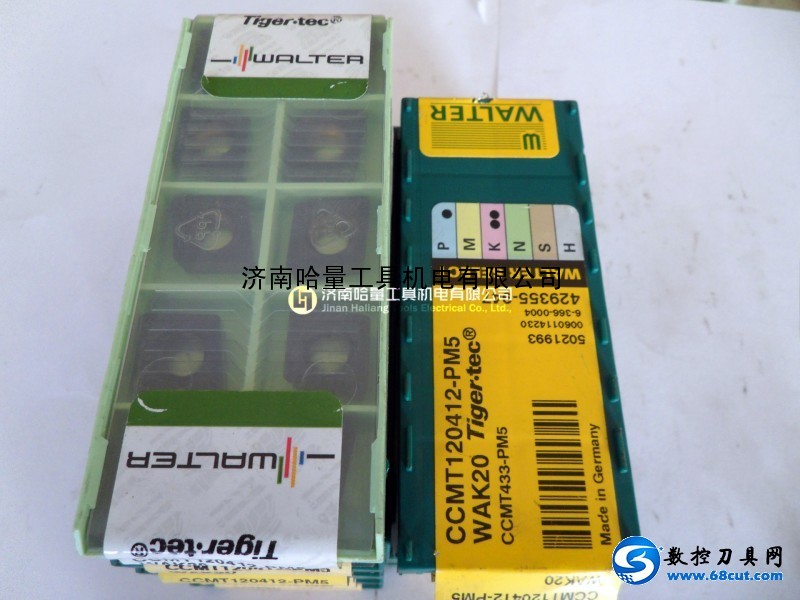 Tiger·tec®
WALTER
WALTER
Tiger·tec®
CCMT120412-PM5
WALTER
W
P
M
K
N
S
H
429355
6-366-0004
0060114230
5021993
CCMT120412-PM5
WAK20 Tiger·tec®
CCMT433-PM5
Made in Germany
WAK20
CCMT120412-PM5
济南哈量工具机电有限公司
济南哈量工具机电有限公司
Jinan Haliang Tools Electrical Co., Ltd.
数控刀具网
www.68cut.com